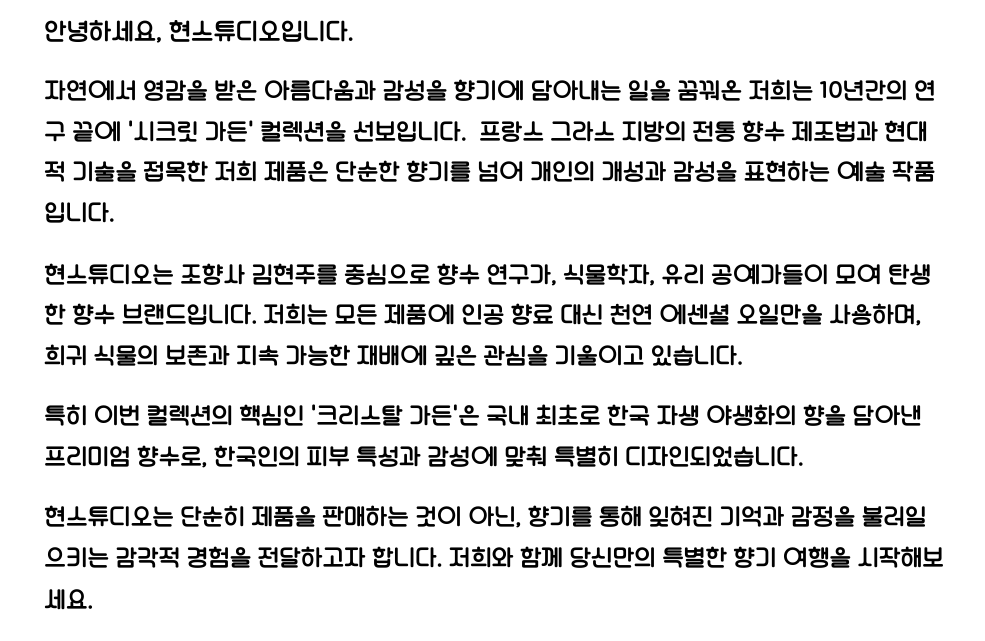 안녕하세요, 현스튜디오입니다.
자연에서 영감을 받은 아름다움과 감성을 향기에 담아내는 일을 꿈꿔온 저희는 10년간의 연
구 끝에 '시크릿 가든' 컬렉션을 선보입니다. 프랑스 그라스 지방의 전통 향수 제조법과 현대
적 기술을 접목한 저희 제품은 단순한 향기를 넘어 개인의 개성과 감성을 표현하는 예술 작품
입니다.
현스튜디오는 조향사 김현주를 중심으로 향수 연구가, 식물학자, 유리 공예가들이 모여 탄생
한 향수 브랜드입니다. 저희는 모든 제품에 인공 향료 대신 천연 에센셜 오일만을 사용하며,
희귀 식물의 보존과 지속 가능한 재배에 깊은 관심을 기울이고 있습니다.
특히 이번 컬렉션의 핵심인 '크리스탈 가든'은 국내 최초로 한국 자생 야생화의 향을 담아낸
프리미엄 향수로, 한국인의 피부 특성과 감성에 맞춰 특별히 디자인되었습니다.
현스튜디오는 단순히 제품을 판매하는 것이 아닌, 향기를 통해 잊혀진 기억과 감정을 불러일
으키는 감각적 경험을 전달하고자 합니다. 저희와 함께 당신만의 특별한 향기 여행을 시작해보
세요.